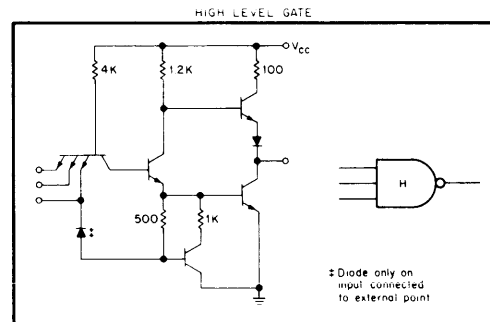 HIGH LEVEL GATE
VCC
4K
1.2K
100
H
500
1K
‡ Diode only on
input connected
to external point
‡